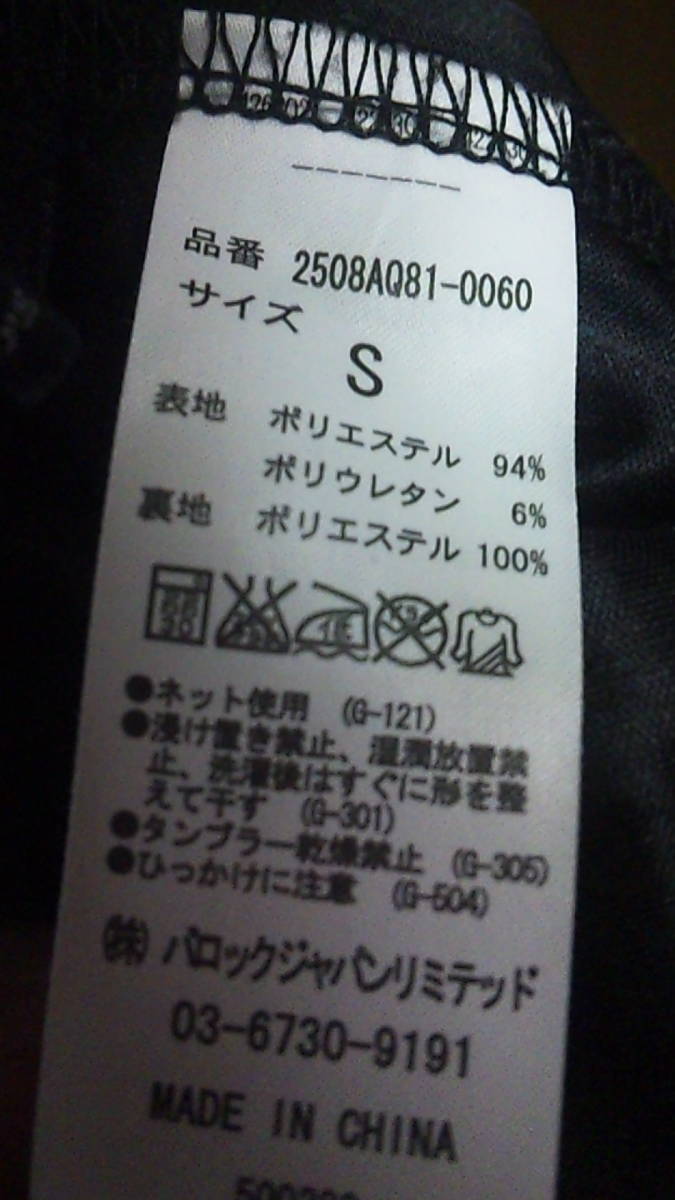 品番 2508AQ81-0060
サイズ
S
表地 ポリエステル 94%
ポリウレタン 6%
裏地 ポリエステル 100%
●ネット使用 (G-121)
●浸け置き禁止、湿潤放置禁
止、洗濯後はすぐに形を整
えて干す (G-301)
●タンブラー乾燥禁止 (G-305)
●ひっかけに注意 (G-504)
㈱バロックジャパンリミテッド
03-6730-9191
MADE IN CHINA